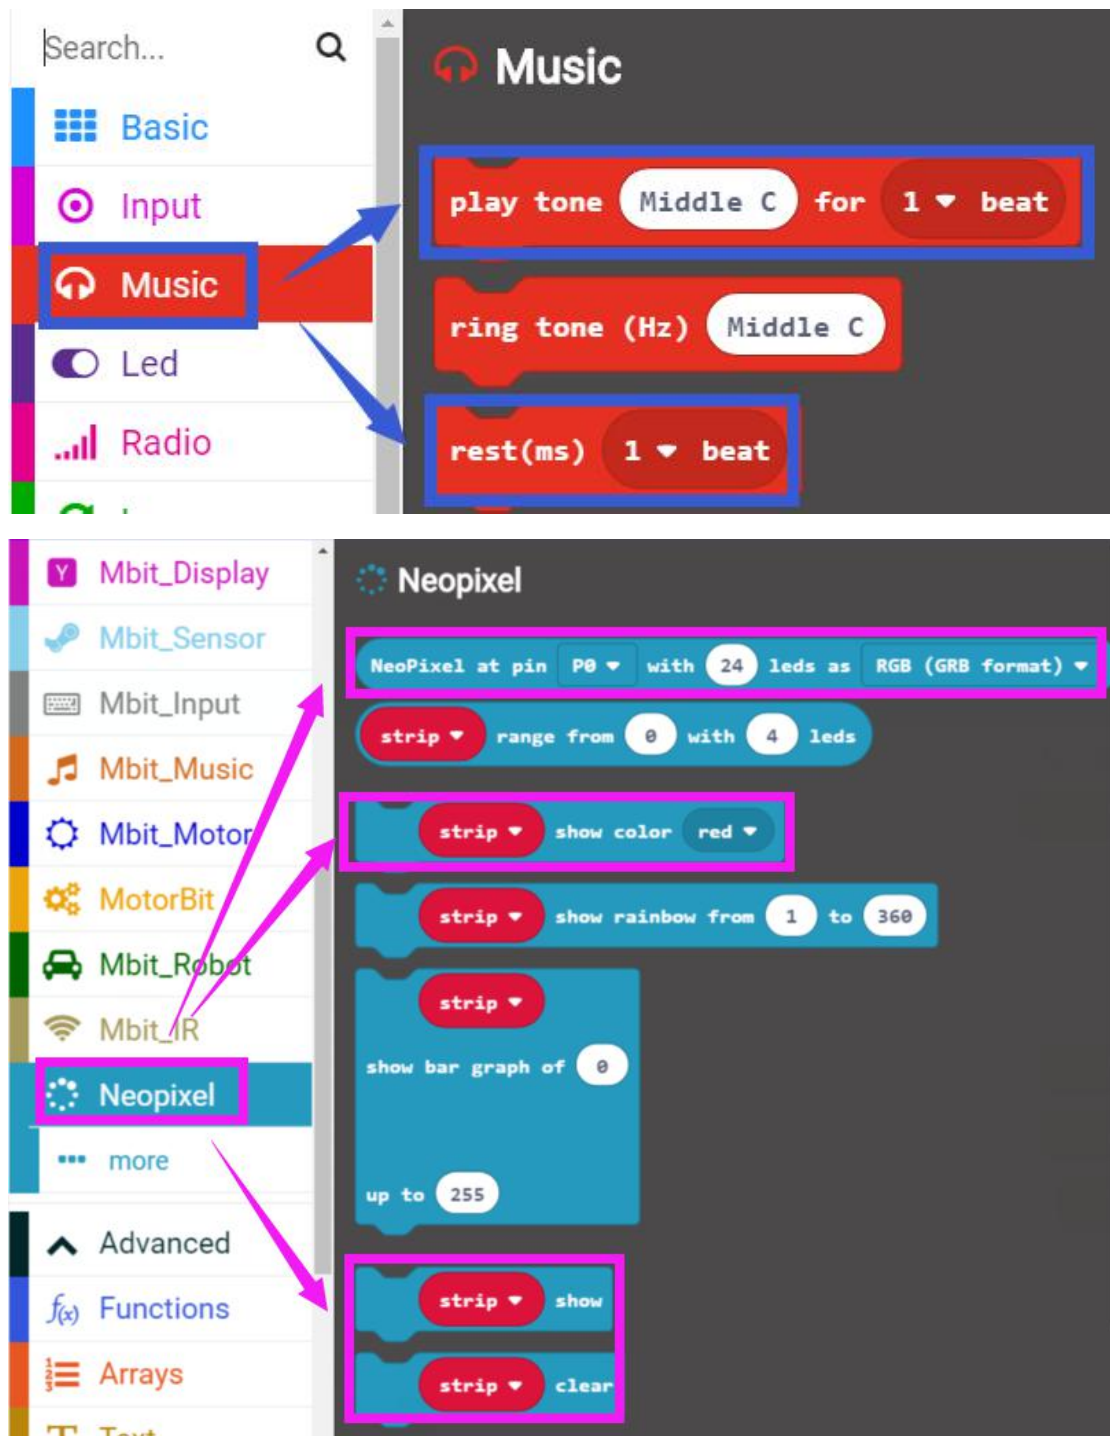 Search...
Basic
Input
Music
Led
Radio
Music
play tone Middle C for 1 beat
ring tone (Hz) Middle C
rest(ms) 1 beat
Mbit_Display
Mbit_Sensor
Mbit_Input
Mbit_Music
Mbit_Motor
MotorBit
Mbit_Robot
Mbit_IR
Neopixel
more
Advanced
f(x) Functions
Arrays
Text
Neopixel
NeoPixel at pin P0 with 24 leds as RGB (GRB format)
strip range from 0 with 4 leds
strip show color red
strip show rainbow from 1 to 360
strip
show bar graph of 0
up to 255
strip show
strip clear